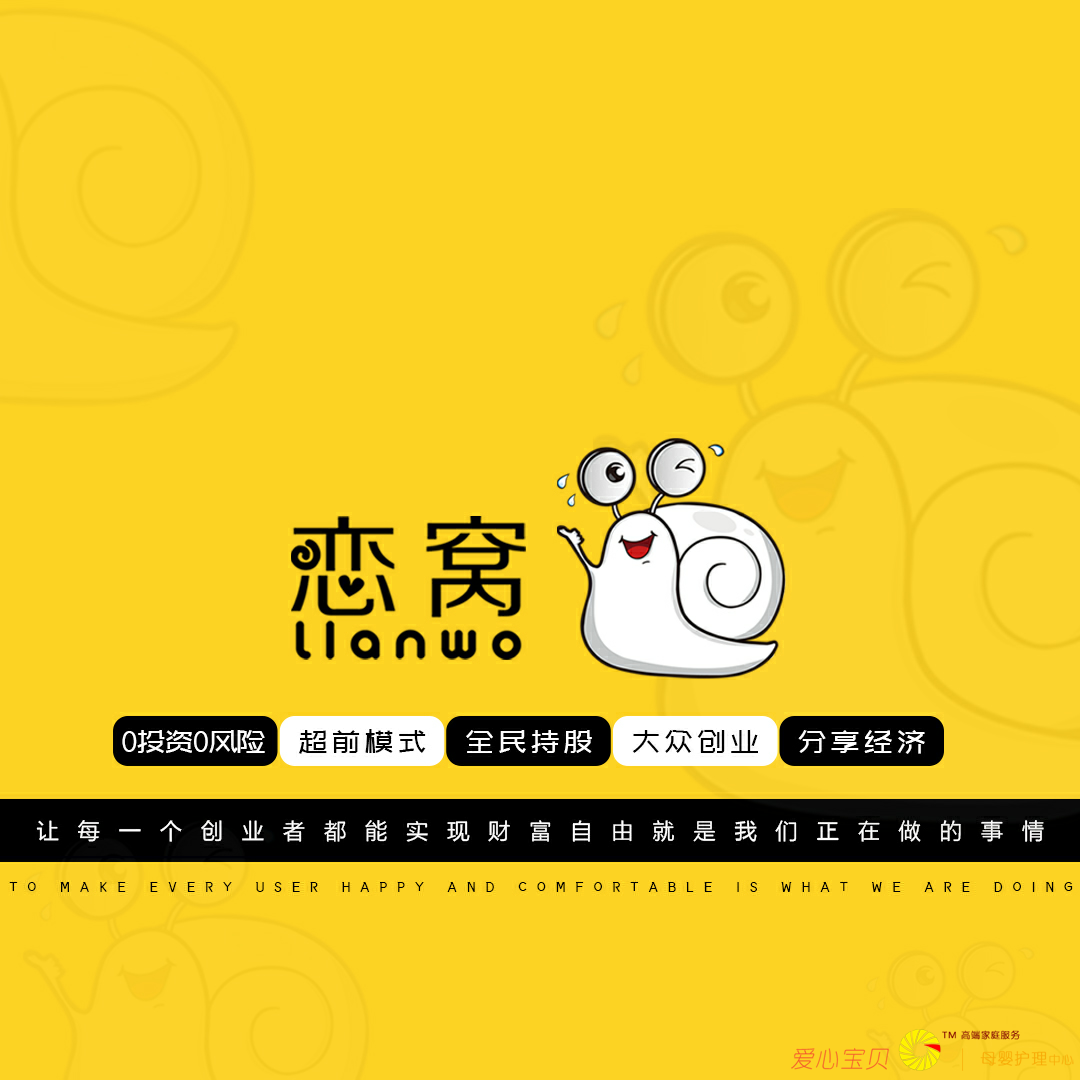 恋窝
lianwo
0投资0风险 超前模式 全民持股 大众创业 分享经济
让每一个创业者都能实现财富自由就是我们正在做的事情
TO MAKE EVERY USER HAPPY AND COMFORTABLE IS WHAT WE ARE DOING
爱心宝贝 TM 高端家庭服务
母婴护理中心